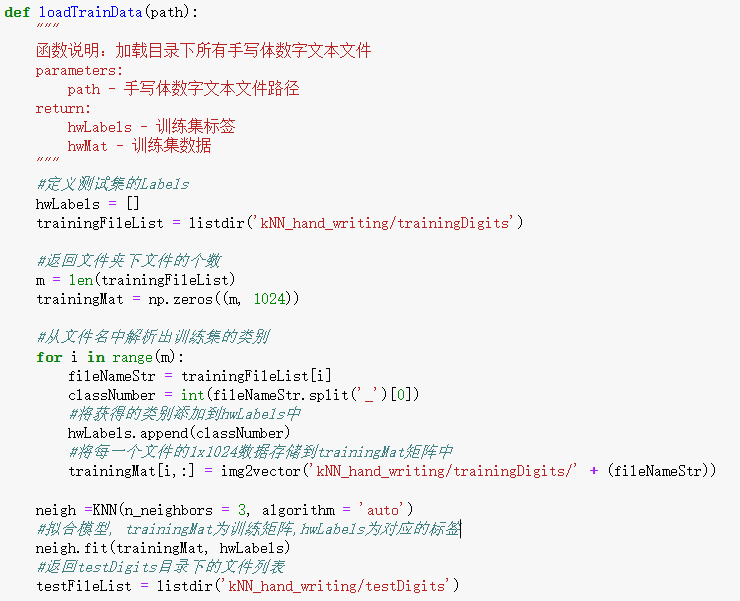 def loadTrainData(path):
    """
    函数说明：加载目录下所有手写体数字文本文件
    parameters:
        path - 手写体数字文本文件路径
    return:
        hwLabels - 训练集标签
        hwMat - 训练集数据
    """
    #定义测试集的Labels
    hwLabels = []
    trainingFileList = listdir('kNN_hand_writing/trainingDigits')
    #返回文件夹下文件的个数
    m = len(trainingFileList)
    trainingMat = np.zeros((m, 1024))
    #从文件名中解析出训练集的类别
    for i in range(m):
        fileNameStr = trainingFileList[i]
        classNumber = int(fileNameStr.split('_')[0])
        #将获得的类别添加到hwLabels中
        hwLabels.append(classNumber)
        #将每一个文件的1x1024数据存储到trainingMat矩阵中
        trainingMat[i,:] = img2vector('kNN_hand_writing/trainingDigits/' + (fileNameStr))
    neigh =KNN(n_neighbors = 3, algorithm = 'auto')
    #拟合模型, trainingMat为训练矩阵,hwLabels为对应的标签
    neigh.fit(trainingMat, hwLabels)
    #返回testDigits目录下的文件列表
    testFileList = listdir('kNN_hand_writing/testDigits')